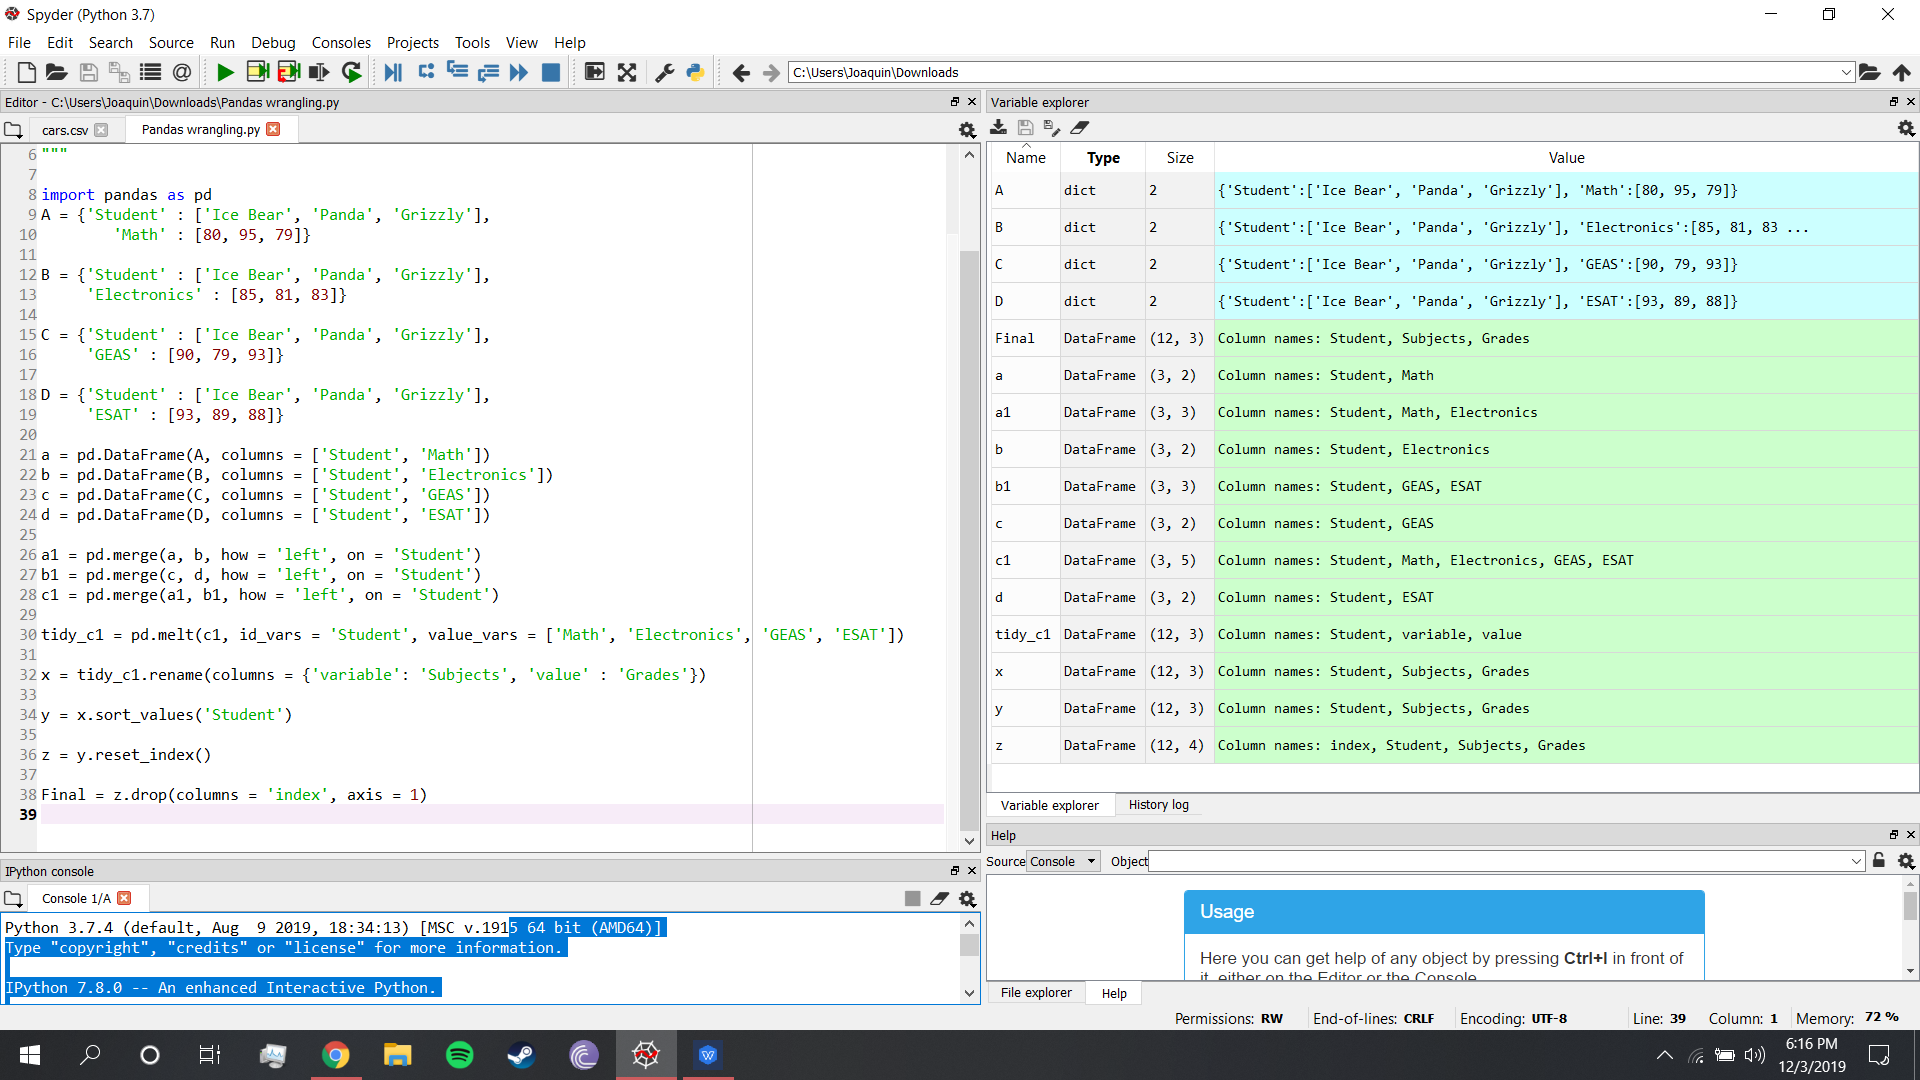 Spyder (Python 3.7)
File Edit Search Source Run Debug Consoles Projects Tools View Help
C:\Users\Joaquin\Downloads
Editor - C:\Users\Joaquin\Downloads\Pandas wrangling.py
cars.csv Pandas wrangling.py
6 """
7
8 import pandas as pd
9 A = {'Student' : ['Ice Bear', 'Panda', 'Grizzly'],
10 'Math' : [80, 95, 79]}
11
12 B = {'Student' : ['Ice Bear', 'Panda', 'Grizzly'],
13 'Electronics' : [85, 81, 83]}
14
15 C = {'Student' : ['Ice Bear', 'Panda', 'Grizzly'],
16 'GEAS' : [90, 79, 93]}
17
18 D = {'Student' : ['Ice Bear', 'Panda', 'Grizzly'],
19 'ESAT' : [93, 89, 88]}
20
21 a = pd.DataFrame(A, columns = ['Student', 'Math'])
22 b = pd.DataFrame(B, columns = ['Student', 'Electronics'])
23 c = pd.DataFrame(C, columns = ['Student', 'GEAS'])
24 d = pd.DataFrame(D, columns = ['Student', 'ESAT'])
25
26 a1 = pd.merge(a, b, how = 'left', on = 'Student')
27 b1 = pd.merge(c, d, how = 'left', on = 'Student')
28 c1 = pd.merge(a1, b1, how = 'left', on = 'Student')
29
30 tidy_c1 = pd.melt(c1, id_vars = 'Student', value_vars = ['Math', 'Electronics', 'GEAS', 'ESAT'])
31
32 x = tidy_c1.rename(columns = {'variable': 'Subjects', 'value' : 'Grades'})
33
34 y = x.sort_values('Student')
35
36 z = y.reset_index()
37
38 Final = z.drop(columns = 'index', axis = 1)
39
IPython console
Console 1/A
Python 3.7.4 (default, Aug  9 2019, 18:34:13) [MSC v.1915 64 bit (AMD64)]
Type "copyright", "credits" or "license" for more information.
IPython 7.8.0 -- An enhanced Interactive Python.
Variable explorer
Name Type Size Value
A dict 2 {'Student':['Ice Bear', 'Panda', 'Grizzly'], 'Math':[80, 95, 79]}
B dict 2 {'Student':['Ice Bear', 'Panda', 'Grizzly'], 'Electronics':[85, 81, 83 ...
C dict 2 {'Student':['Ice Bear', 'Panda', 'Grizzly'], 'GEAS':[90, 79, 93]}
D dict 2 {'Student':['Ice Bear', 'Panda', 'Grizzly'], 'ESAT':[93, 89, 88]}
Final DataFrame (12, 3) Column names: Student, Subjects, Grades
a DataFrame (3, 2) Column names: Student, Math
a1 DataFrame (3, 3) Column names: Student, Math, Electronics
b DataFrame (3, 2) Column names: Student, Electronics
b1 DataFrame (3, 3) Column names: Student, GEAS, ESAT
c DataFrame (3, 2) Column names: Student, GEAS
c1 DataFrame (3, 5) Column names: Student, Math, Electronics, GEAS, ESAT
d DataFrame (3, 2) Column names: Student, ESAT
tidy_c1 DataFrame (12, 3) Column names: Student, variable, value
x DataFrame (12, 3) Column names: Student, Subjects, Grades
y DataFrame (12, 3) Column names: Student, Subjects, Grades
z DataFrame (12, 4) Column names: index, Student, Subjects, Grades
Variable explorer History log
Help
Source Console Object
Usage
Here you can get help of any object by pressing Ctrl+I in front of
it, either on the Editor or the Console.
File explorer Help
Permissions: RW End-of-lines: CRLF Encoding: UTF-8 Line: 39 Column: 1 Memory: 72 %
6:16 PM
12/3/2019